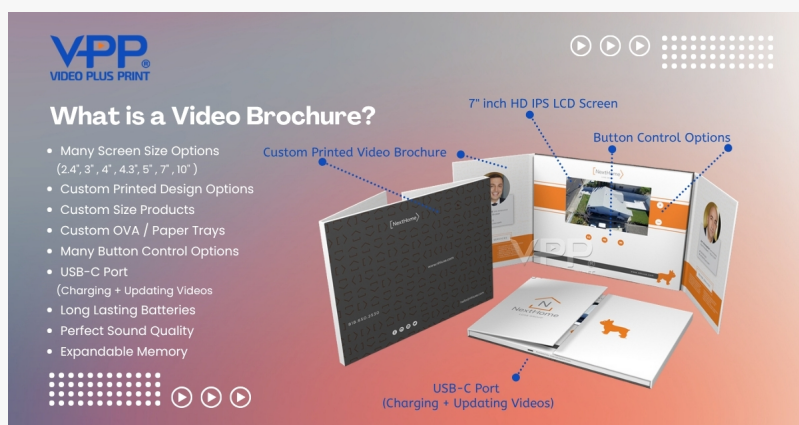 VPP®
VIDEO PLUS PRINT
What is a Video Brochure?
Many Screen Size Options
(2.4", 3", 4", 4.3", 5", 7", 10" )
Custom Printed Design Options
Custom Size Products
Custom OVA / Paper Trays
Many Button Control Options
USB-C Port
(Charging + Updating Videos
Long Lasting Batteries
Perfect Sound Quality
Expandable Memory
7" inch HD IPS LCD Screen
Button Control Options
Custom Printed Video Brochure
[NextHome]
[NextHome]
VPP
N
NextHome
USB-C Port
(Charging + Updating Videos)